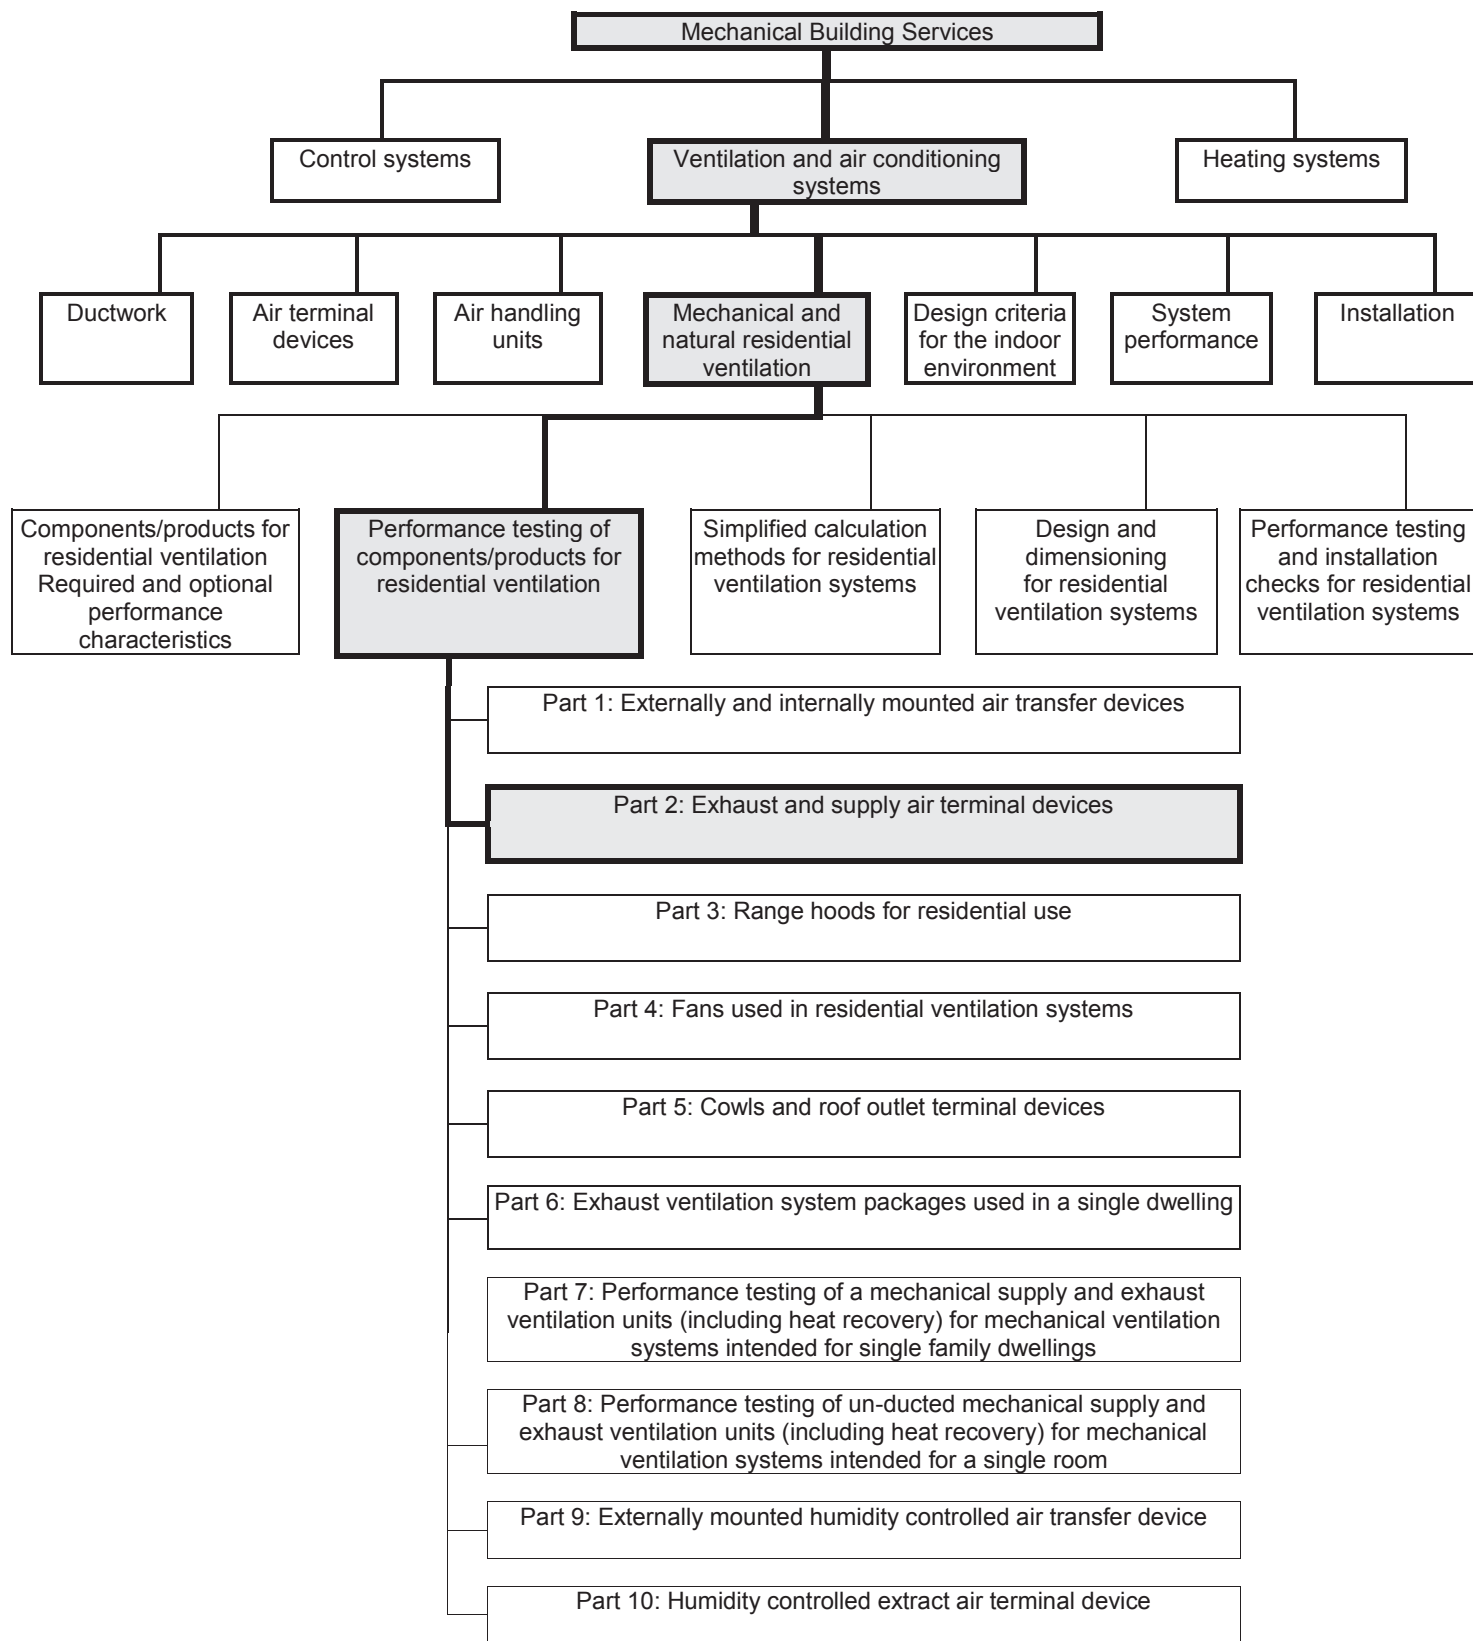 Mechanical Building Services
Control systems
Ventilation and air conditioning
systems
Heating systems
Ductwork
Air terminal
devices
Air handling
units
Mechanical and
natural residential
ventilation
Design criteria
for the indoor
environment
System
performance
Installation
Components/products for
residential ventilation
Required and optional
performance
characteristics
Performance testing of
components/products for
residential ventilation
Simplified calculation
methods for residential
ventilation systems
Design and
dimensioning
for residential
ventilation systems
Performance testing
and installation
checks for residential
ventilation systems
Part 1: Externally and internally mounted air transfer devices
Part 2: Exhaust and supply air terminal devices
Part 3: Range hoods for residential use
Part 4: Fans used in residential ventilation systems
Part 5: Cowls and roof outlet terminal devices
Part 6: Exhaust ventilation system packages used in a single dwelling
Part 7: Performance testing of a mechanical supply and exhaust
ventilation units (including heat recovery) for mechanical ventilation
systems intended for single family dwellings
Part 8: Performance testing of un-ducted mechanical supply and
exhaust ventilation units (including heat recovery) for mechanical
ventilation systems intended for a single room
Part 9: Externally mounted humidity controlled air transfer device
Part 10: Humidity controlled extract air terminal device